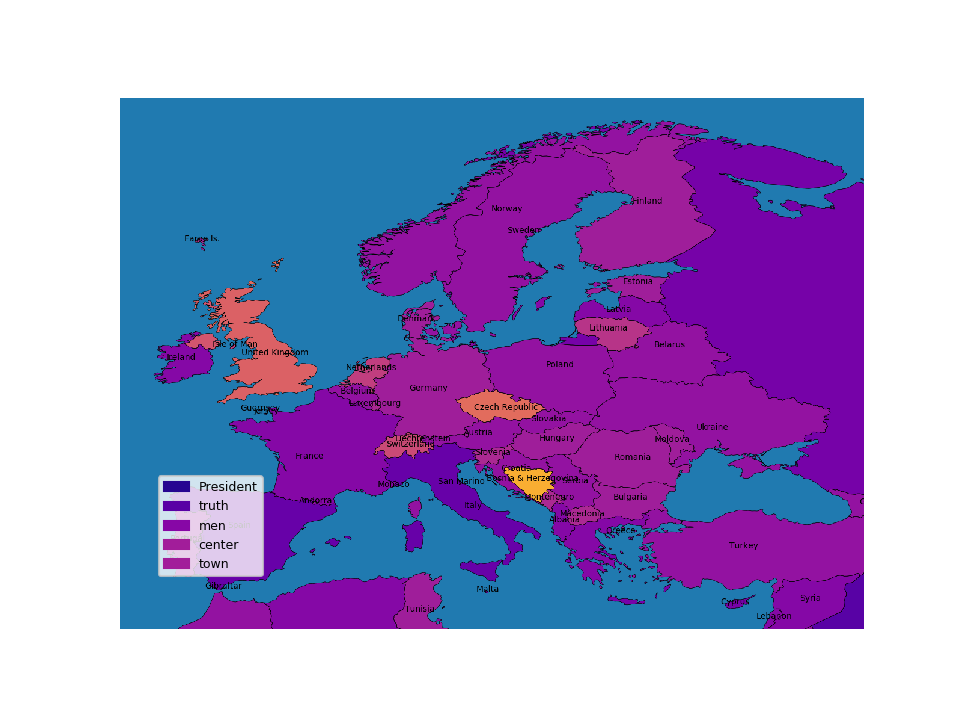 Norway
Finland
Sweden
Faroe Is.
Estonia
Denmark
Latvia
Lithuania
Isle of Man
United Kingdom
Ireland
Belarus
Netherlands
Poland
Germany
Belgium
Luxembourg
Guernsey
Czech Republic
Slovakia
Ukraine
Austria
Liechtenstein
Switzerland
Hungary
Moldova
France
Slovenia
Romania
Croatia
Bosnia & Herzegovina
Serbia
San Marino
Monaco
Andorra
Montenegro
Bulgaria
Italy
Macedonia
Albania
Greece
Turkey
President
truth
men
center
town
Gibraltar
Malta
Cyprus
Syria
Tunisia
Lebanon